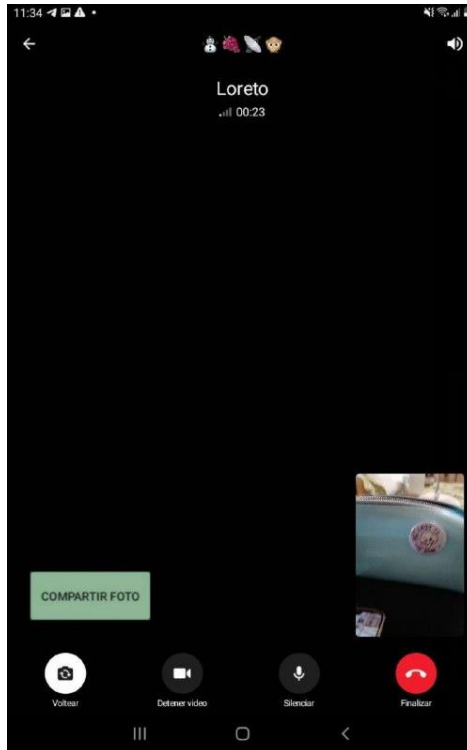 11:34
Loreto
00:23
COMPARTIR FOTO
Voltear
Detener video
Silenciar
Finalizar